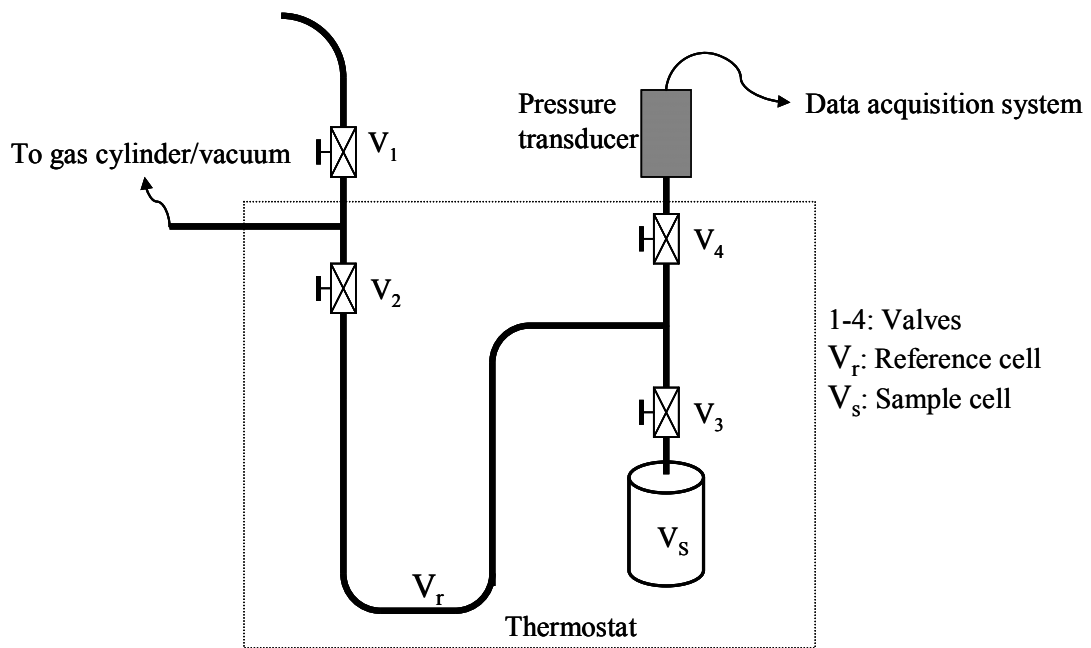 V1
To gas cylinder/vacuum
V2
Pressure
transducer
Data acquisition system
V4
1-4: Valves
Vr: Reference cell
Vs: Sample cell
V3
Vs
Vr
Thermostat